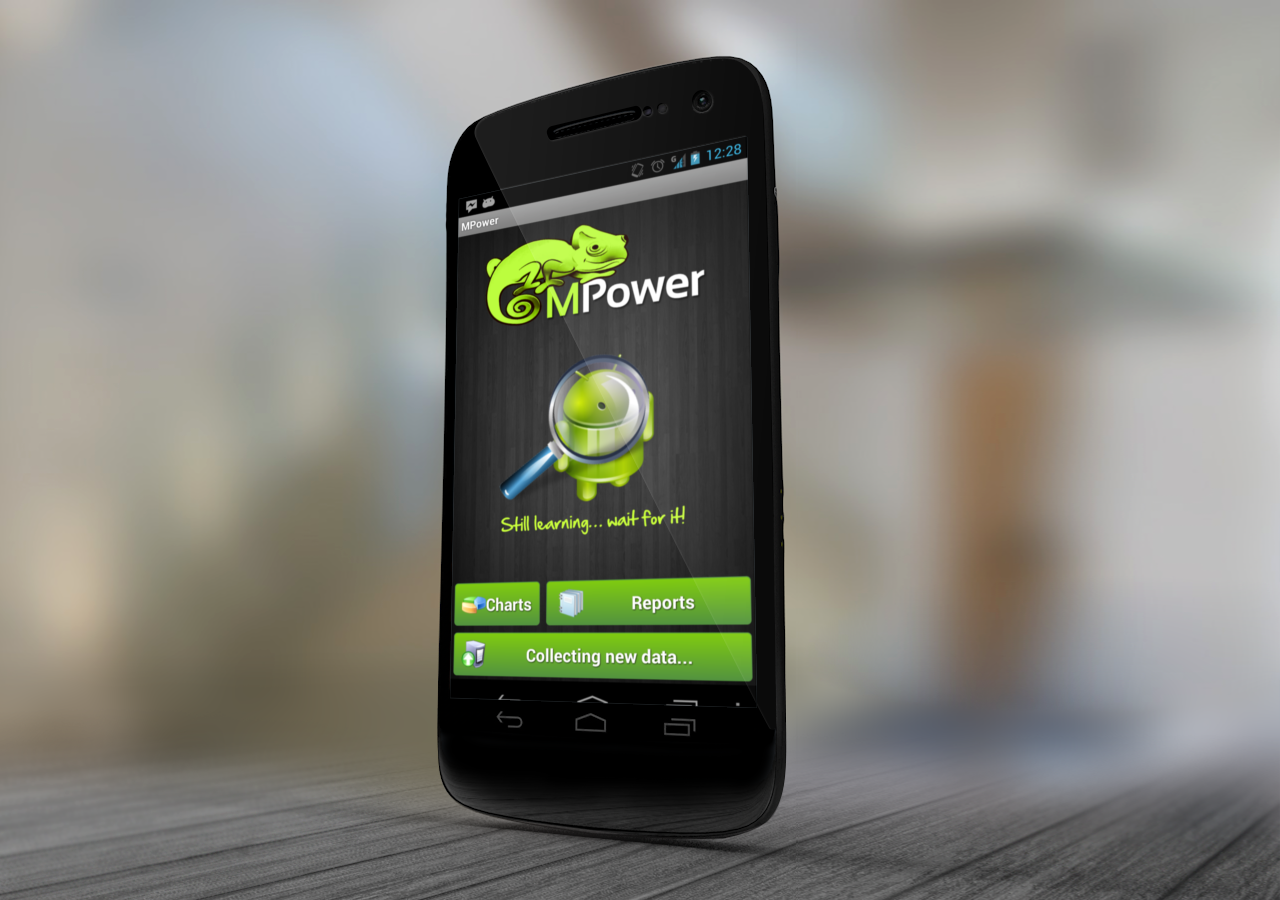 G 12:28
MPower
MPower
Still learning... wait for it!
Charts
Reports
Collecting new data...